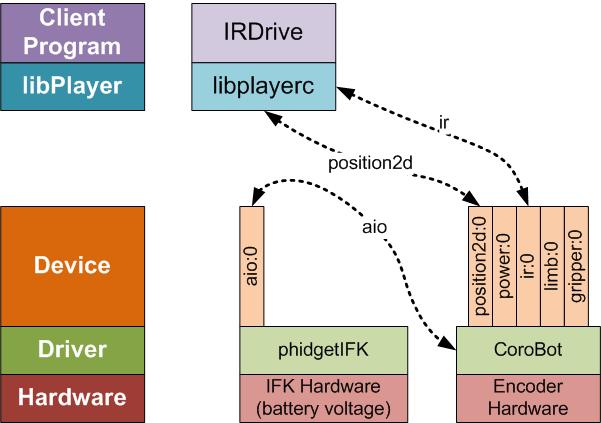 Client
Program
IRDrive
libPlayer
libplayerc
ir
position2d
aio
Device
aio:0
position2d:0
power:0
ir:0
limb:0
gripper:0
Driver
phidgetIFK
CoroBot
Hardware
IFK Hardware
(battery voltage)
Encoder
Hardware